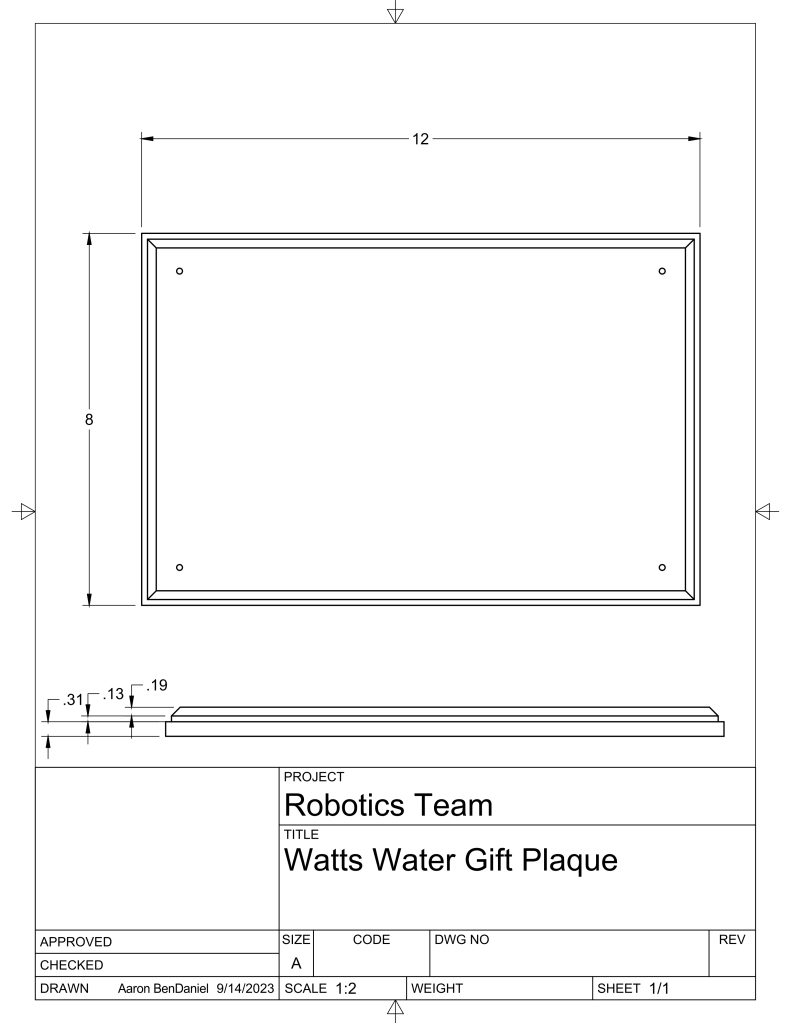 12
8
.31
.13
.19
PROJECT
Robotics Team
TITLE
Watts Water Gift Plaque
APPROVED
CHECKED
DRAWN Aaron BenDaniel 9/14/2023
SIZE
A
CODE
DWG NO
REV
SCALE 1:2
WEIGHT
SHEET 1/1